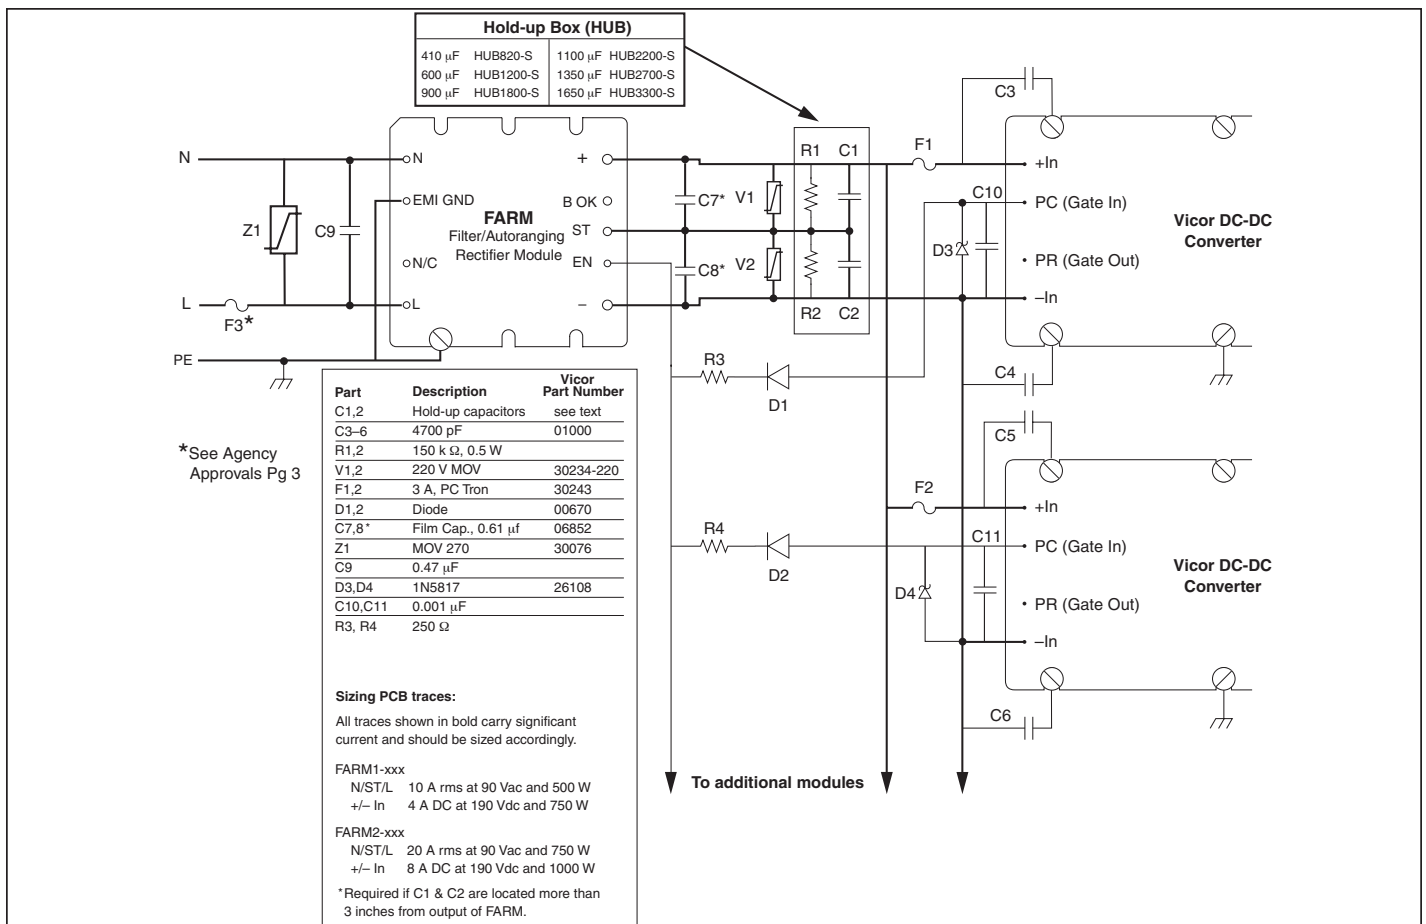 Hold-up Box (HUB)
410 µF HUB820-S 1100 µF HUB2200-S
600 µF HUB1200-S 1350 µF HUB2700-S
900 µF HUB1800-S 1650 µF HUB3300-S
C3
N
N
+
F1
R1 C1
+In
EMI GND
B OK
C7*
V1
C10
PC (Gate In)
Z1
C9
FARM
Filter/Autoranging
Rectifier Module
ST
Vicor DC-DC
Converter
N/C
EN
C8*
V2
D3
PR (Gate Out)
L
F3*
L
–
R2 C2
–In
PE
R3
D1
C4
C5
*See Agency
Approvals Pg 3
Part Description Vicor Part Number
C1,2 Hold-up capacitors see text
C3–6 4700 pF 01000
R1,2 150 k Ω, 0.5 W
V1,2 220 V MOV 30234-220
F1,2 3 A, PC Tron 30243
D1,2 Diode 00670
C7,8* Film Cap., 0.61 µf 06852
Z1 MOV 270 30076
C9 0.47 µF
D3,D4 1N5817 26108
C10,C11 0.001 µF
R3, R4 250 Ω
F2
+In
R4
D2
C11
PC (Gate In)
Vicor DC-DC
Converter
D4
PR (Gate Out)
–In
C6
Sizing PCB traces:
All traces shown in bold carry significant
current and should be sized accordingly.
FARM1-xxx
N/ST/L 10 A rms at 90 Vac and 500 W
+/– In 4 A DC at 190 Vdc and 750 W
To additional modules
FARM2-xxx
N/ST/L 20 A rms at 90 Vac and 750 W
+/– In 8 A DC at 190 Vdc and 1000 W
*Required if C1 & C2 are located more than
3 inches from output of FARM.